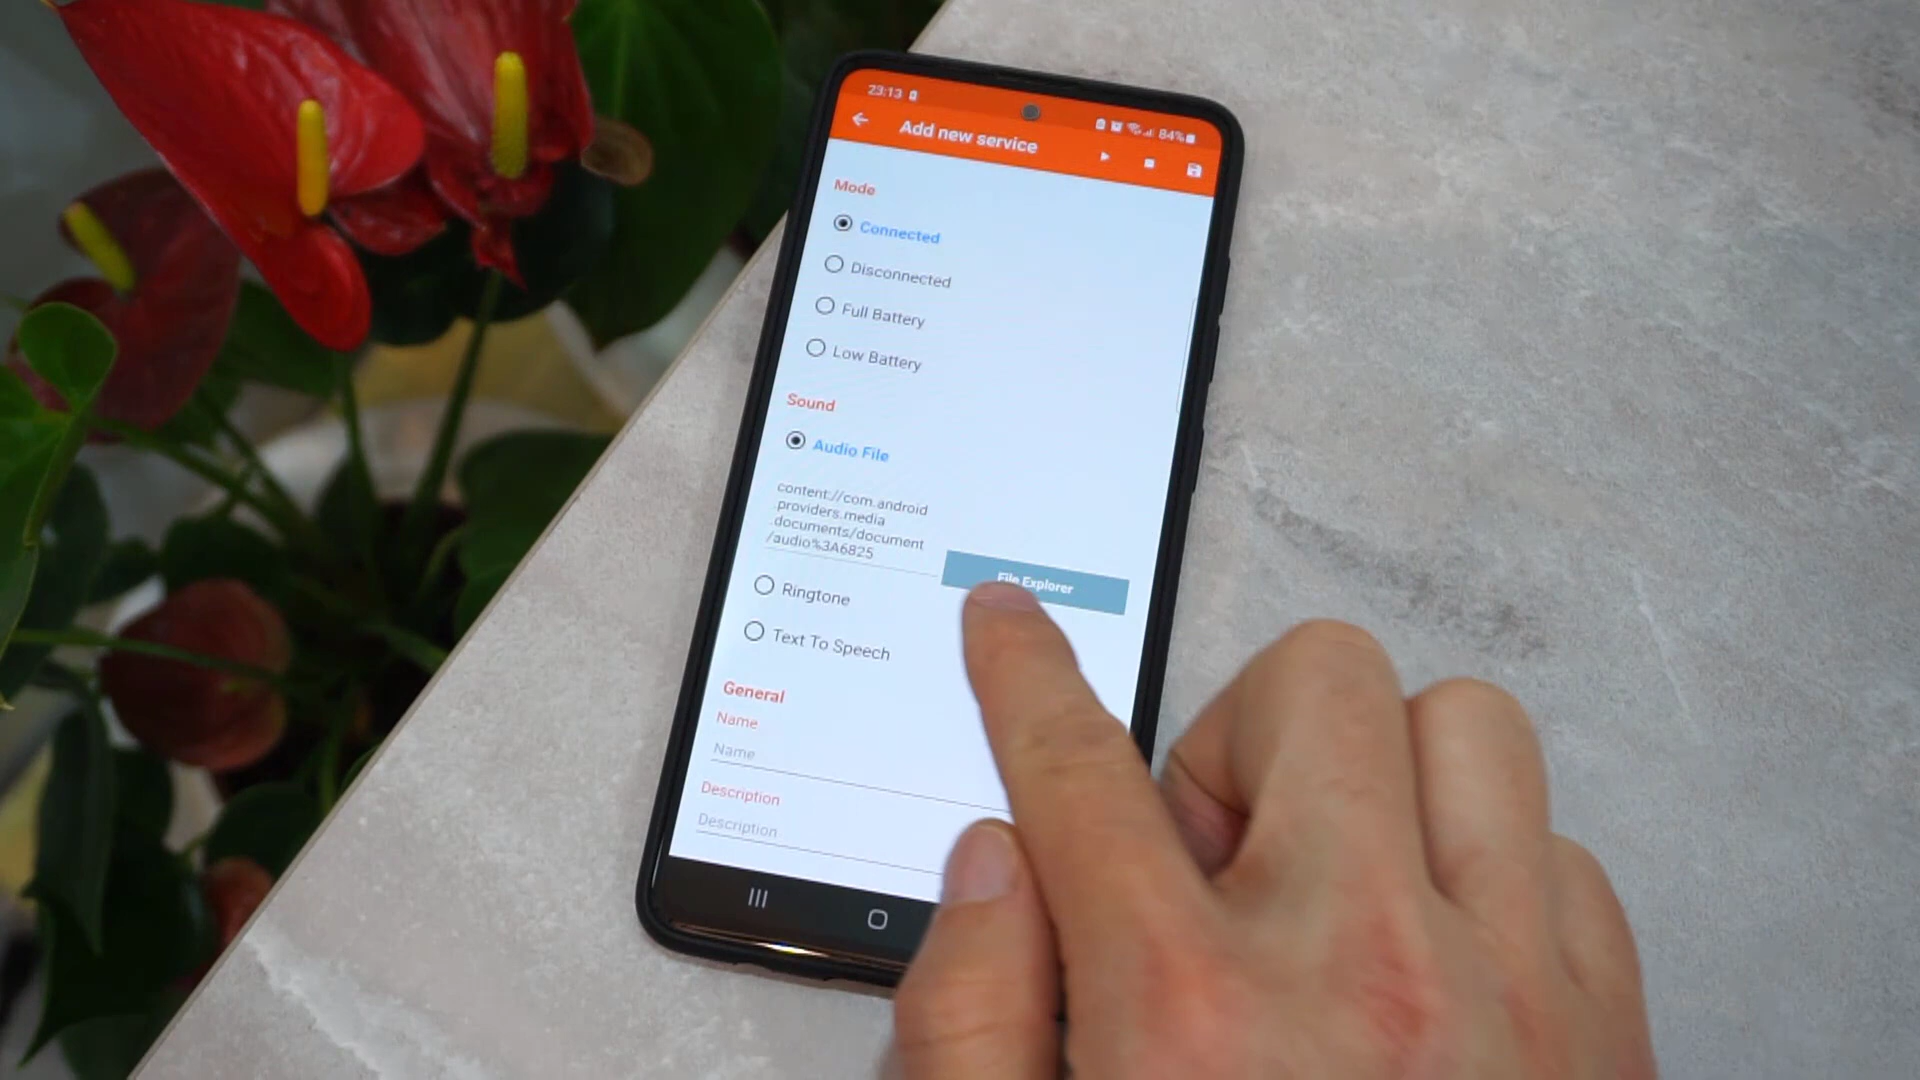 23:13
84%
Add new service
Mode
Connected
Disconnected
Full Battery
Low Battery
Sound
Audio File
content://com.android
.providers.media
.documents/document
/audio%3A6825
File Explorer
Ringtone
Text To Speech
General
Name
Name
Description
Description